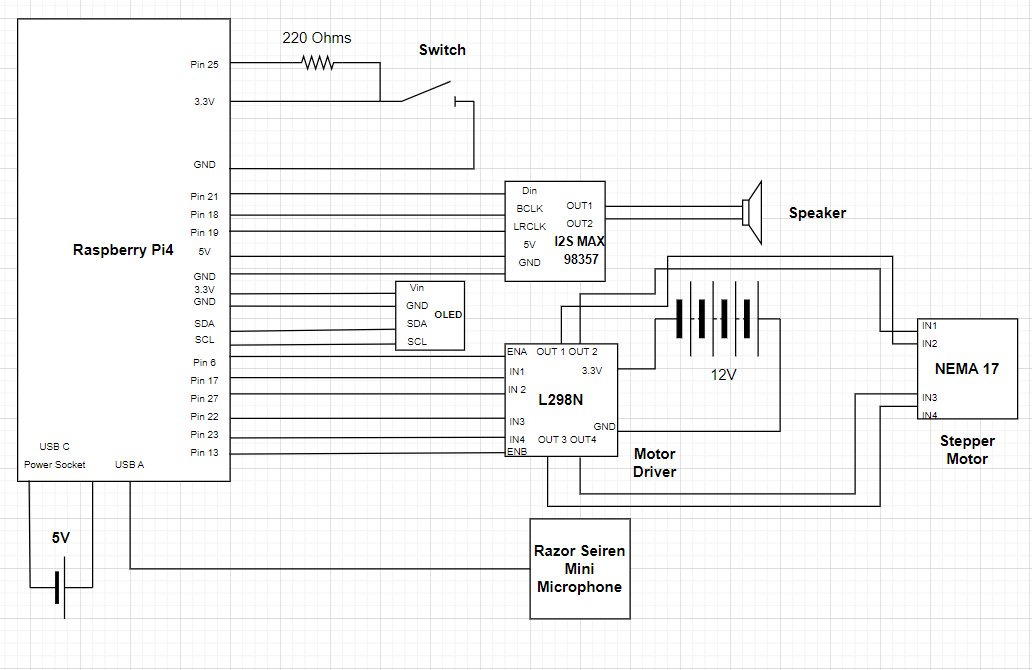 220 Ohms
Switch
Pin 25
3.3V
GND
Pin 21
Pin 18
Pin 19
Raspberry Pi4
5V
GND
3.3V
GND
SDA
SCL
Pin 6
Pin 17
Pin 27
Pin 22
Pin 23
Pin 13
USB C
Power Socket
USB A
5V
Din
BCLK
LRCLK
5V
GND
OUT1
OUT2
I2S MAX
98357
Speaker
Vin
GND
SDA
SCL
OLED
ENA
OUT 1
OUT 2
IN1
3.3V
IN 2
L298N
IN3
GND
IN4
OUT 3
OUT4
ENB
Motor
Driver
12V
IN1
IN2
NEMA 17
IN3
IN4
Stepper
Motor
Razor Seiren
Mini
Microphone